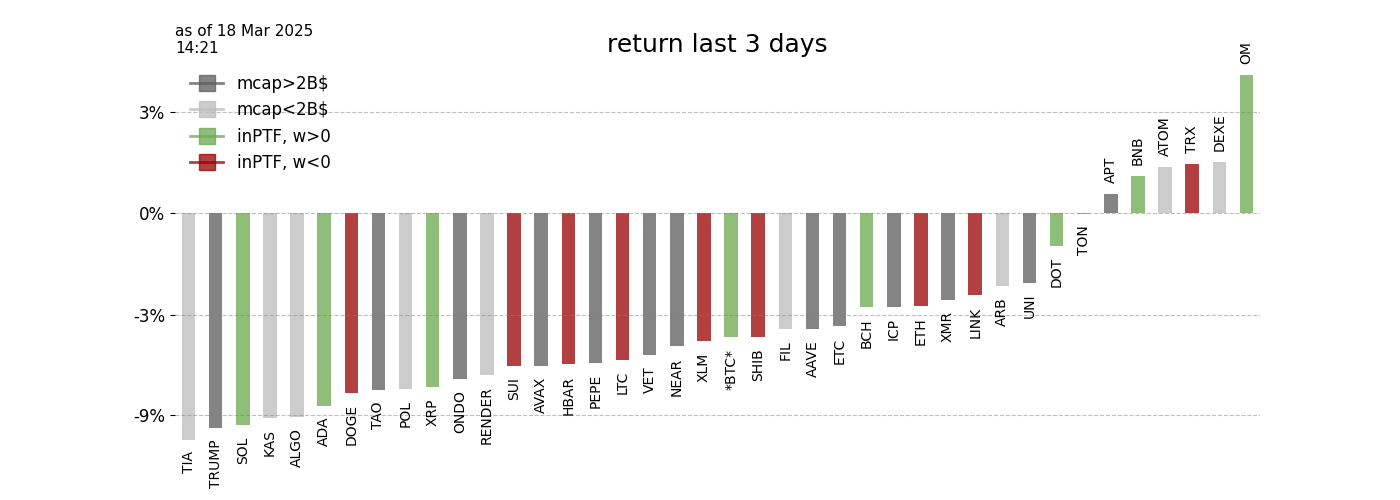 as of 18 Mar 2025
14:21
return last 3 days
mcap>2B$
mcap<2B$
inPTF, w>0
inPTF, w<0
3%
0%
-3%
-9%
TIA
TRUMP
SOL
KAS
ALGO
ADA
DOGE
TAO
POL
XRP
ONDO
RENDER
SUI
AVAX
HBAR
PEPE
LTC
VET
NEAR
XLM
*BTC*
SHIB
FIL
AAVE
ETC
BCH
ICP
ETH
XMR
LINK
ARB
UNI
DOT
TON
APT
BNB
ATOM
TRX
DEXE
OM